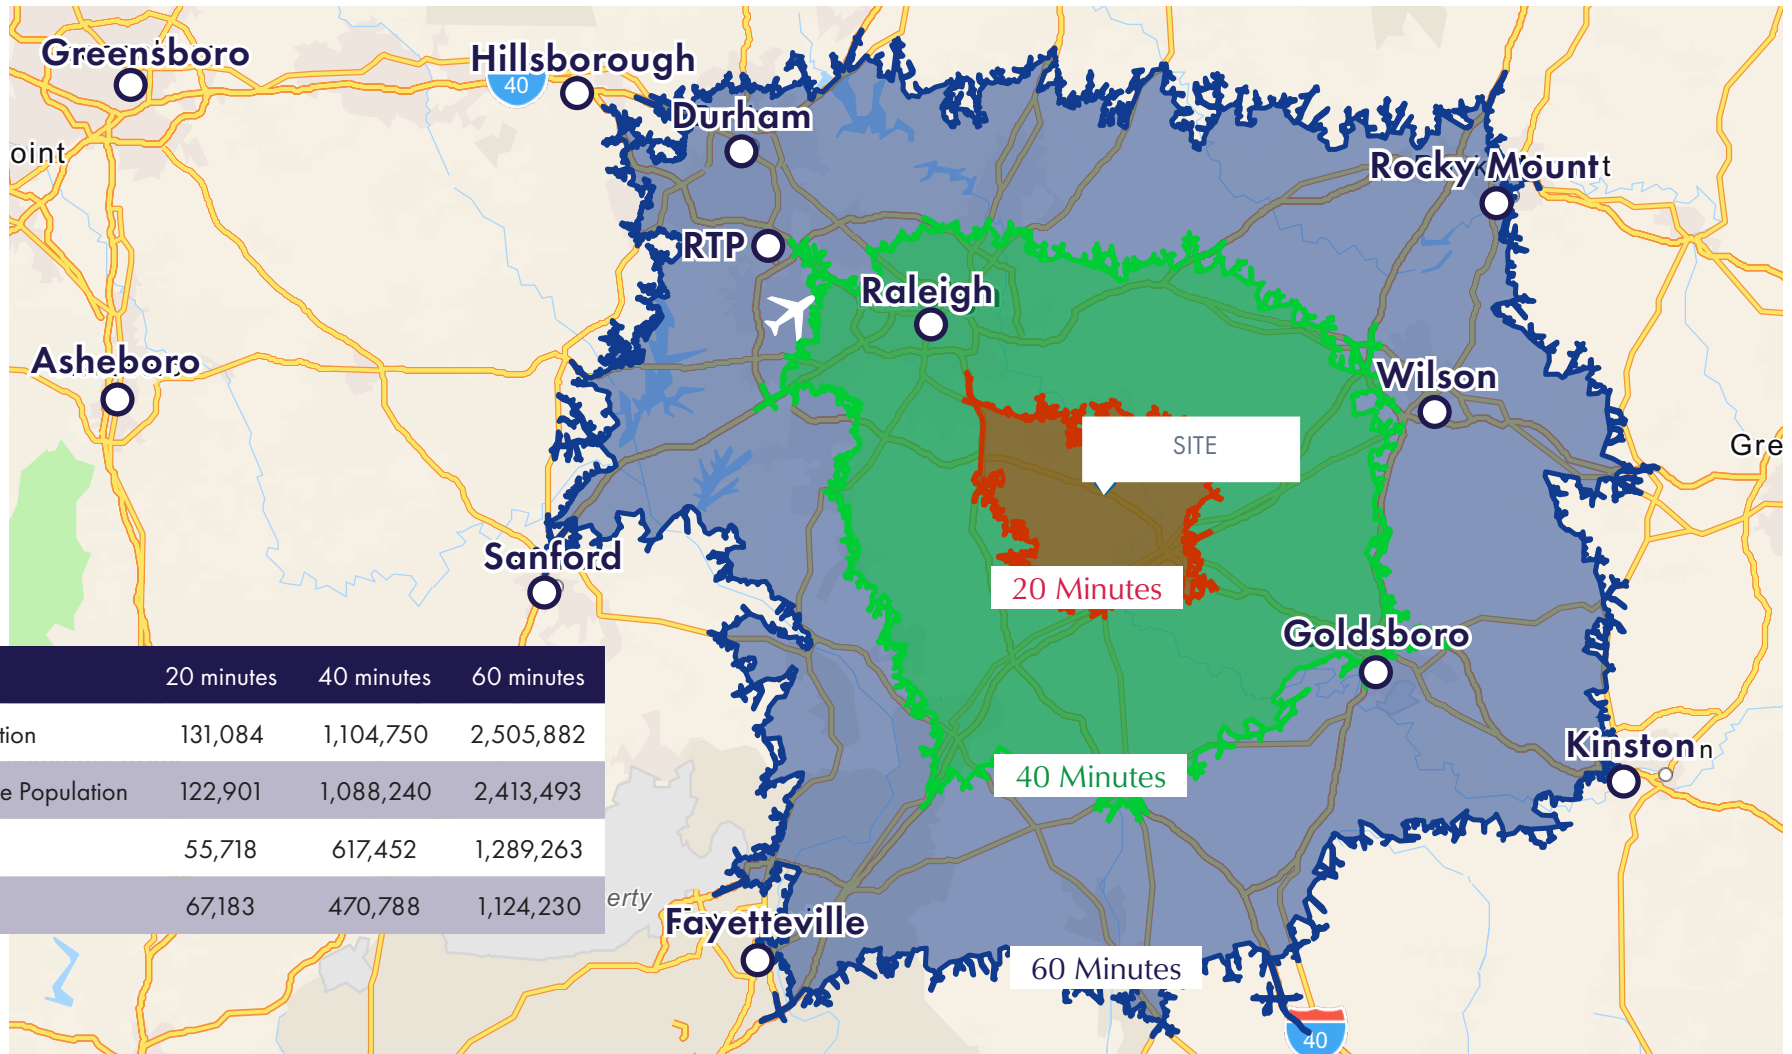 Greensboro
Hillsborough
40
Durham
oint
Rocky Mount
t
RTP
Raleigh
Asheboro
Wilson
SITE
Gre
Sanford
20 Minutes
Goldsboro
20 minutes 40 minutes 60 minutes
tion 131,084 1,104,750 2,505,882
e Population 122,901 1,088,240 2,413,493
55,718 617,452 1,289,263
67,183 470,788 1,124,230
Kinston
n
40 Minutes
erty
Fayetteville
60 Minutes
40